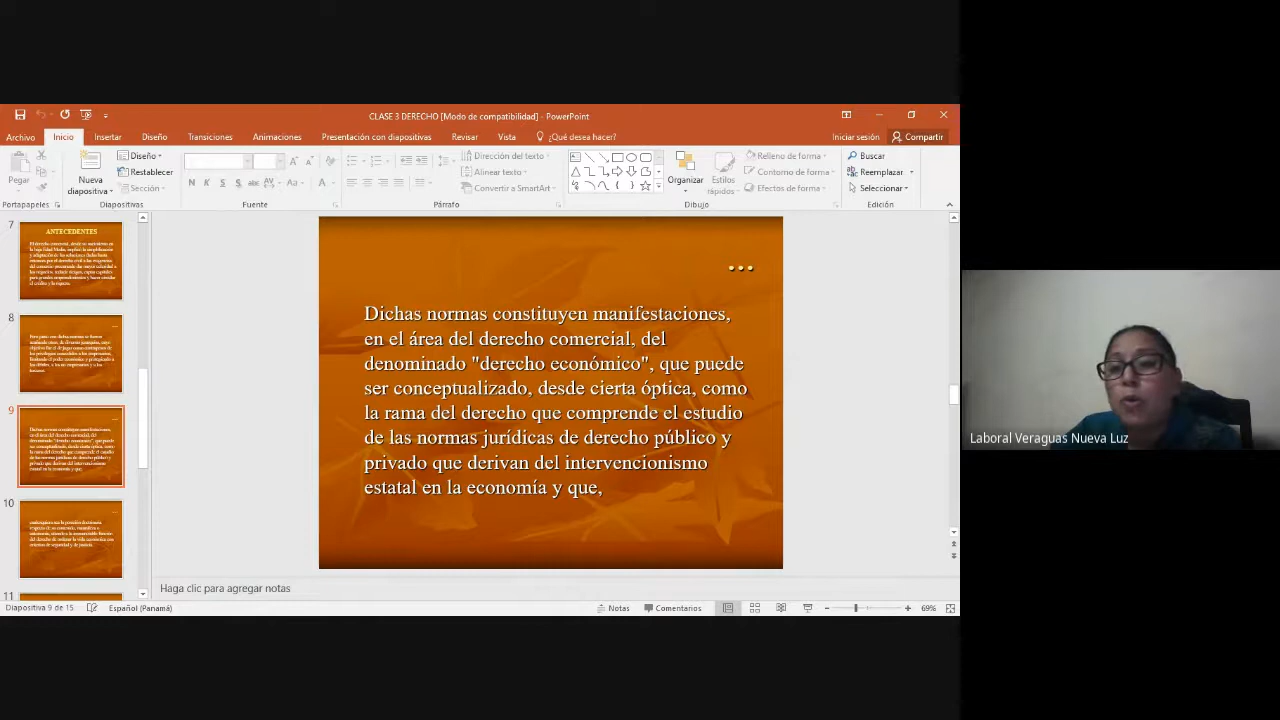 CLASE 3 DERECHO [Modo de compatibilidad] - PowerPoint
Archivo Inicio Insertar Diseño Transiciones Animaciones Presentación con diapositivas Revisar Vista ¿Qué desea hacer? Iniciar sesión Compartir
Pegar
Nueva diapositiva
Diseño
Restablecer
Sección
N K S S abc AV Aa A
Dirección del texto
Alinear texto
Convertir a SmartArt
Organizar
Estilos rápidos
Relleno de forma
Contorno de forma
Efectos de forma
Buscar
Reemplazar
Seleccionar
Portapapeles Diapositivas Fuente Párrafo Dibujo Edición
7
ANTECEDENTES
8
9
10
11
...
Dichas normas constituyen manifestaciones,
en el área del derecho comercial, del
denominado "derecho económico", que puede
ser conceptualizado, desde cierta óptica, como
la rama del derecho que comprende el estudio
de las normas jurídicas de derecho público y
privado que derivan del intervencionismo
estatal en la economía y que,
Haga clic para agregar notas
Diapositiva 9 de 15 Español (Panamá) Notas Comentarios 69%
Laboral Veraguas Nueva Luz